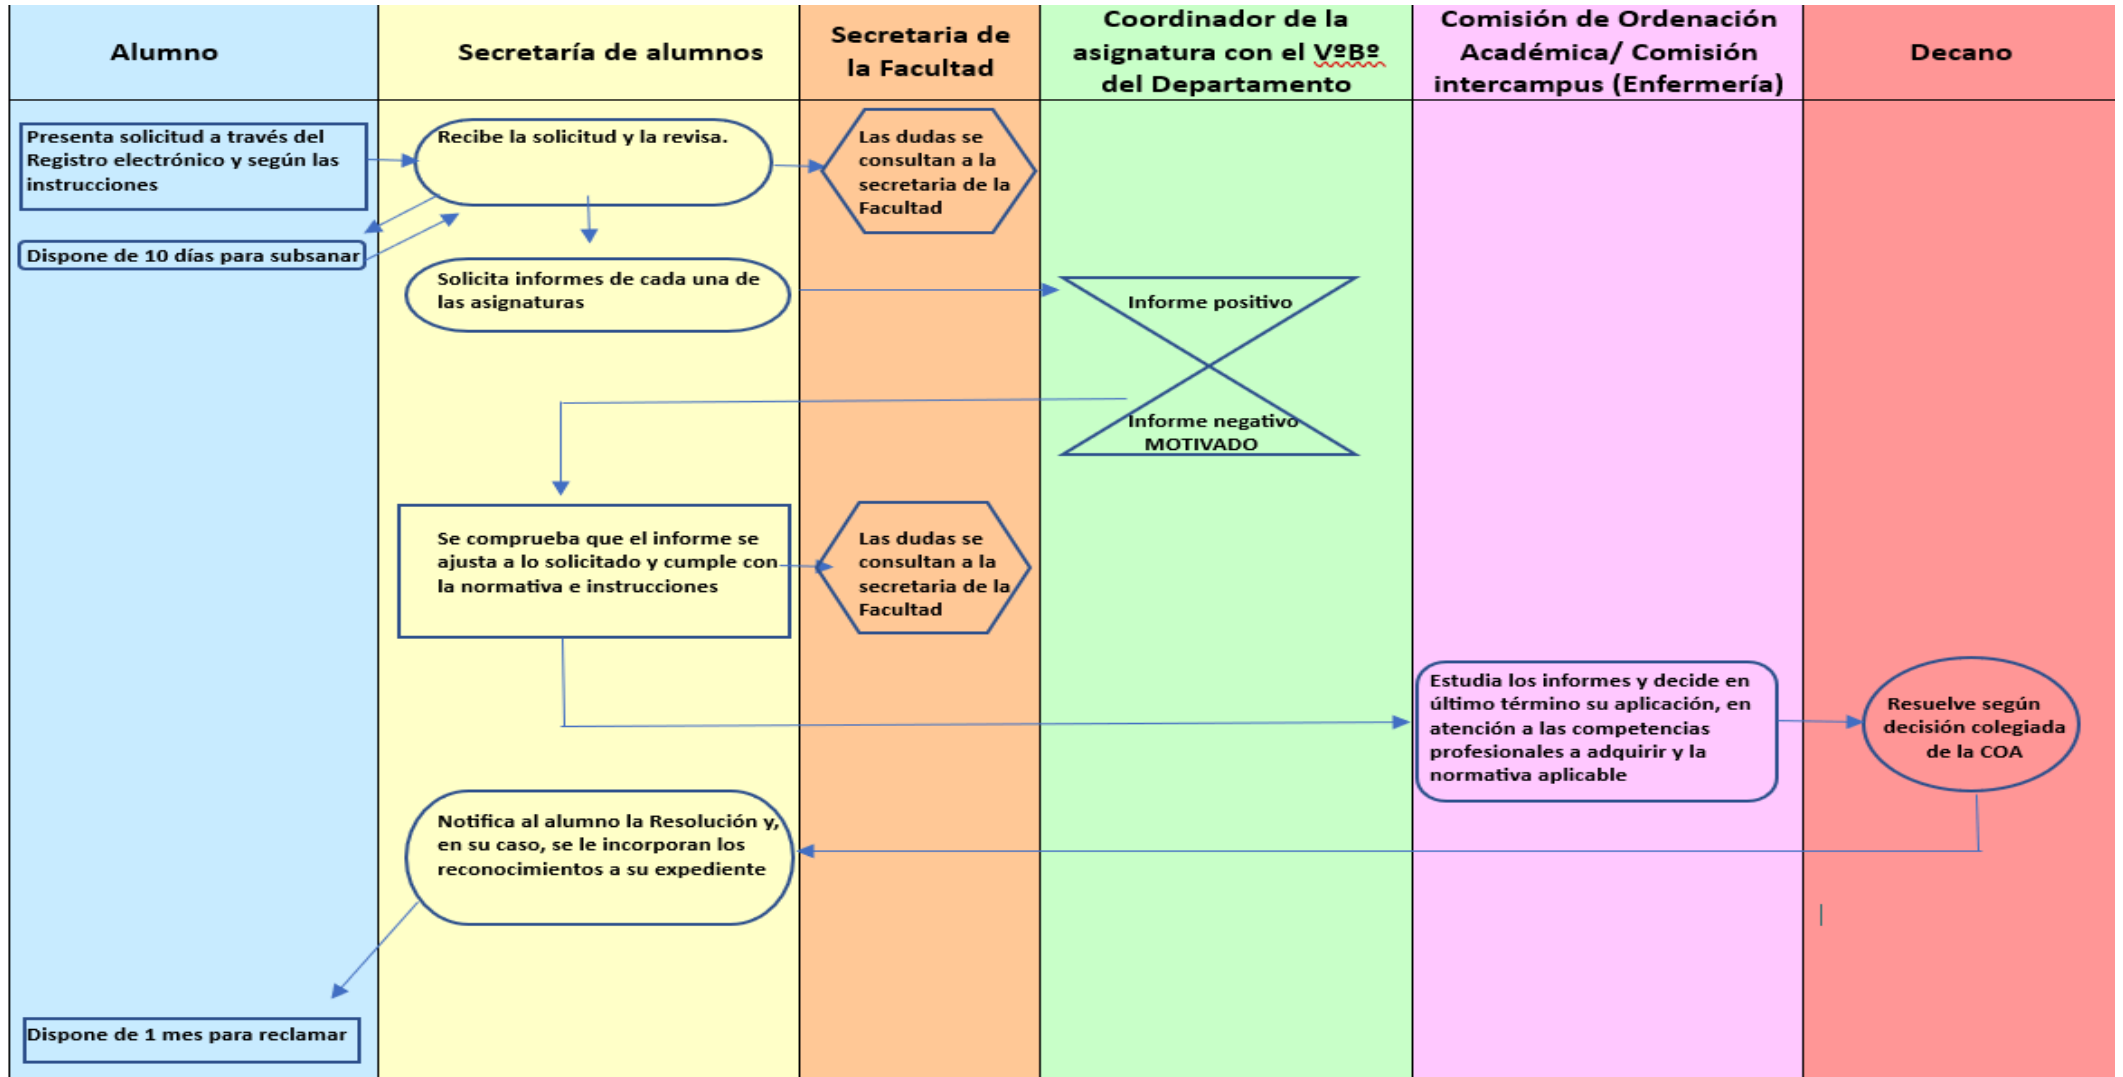 Alumno
Secretaría de alumnos
Secretaria de
la Facultad
Coordinador de la
asignatura con el VºBº
del Departamento
Comisión de Ordenación
Académica/ Comisión
intercampus (Enfermería)
Decano
Presenta solicitud a través del
Registro electrónico y según las
instrucciones
Recibe la solicitud y la revisa.
Las dudas se
consultan a la
secretaria de la
Facultad
Dispone de 10 días para subsanar
Solicita informes de cada una de
las asignaturas
Informe positivo
Informe negativo
MOTIVADO
Se comprueba que el informe se
ajusta a lo solicitado y cumple con
la normativa e instrucciones
Las dudas se
consultan a la
secretaria de la
Facultad
Estudia los informes y decide en
último término su aplicación, en
atención a las competencias
profesionales a adquirir y la
normativa aplicable
Resuelve según
decisión colegiada
de la COA
Notifica al alumno la Resolución y,
en su caso, se le incorporan los
reconocimientos a su expediente
Dispone de 1 mes para reclamar